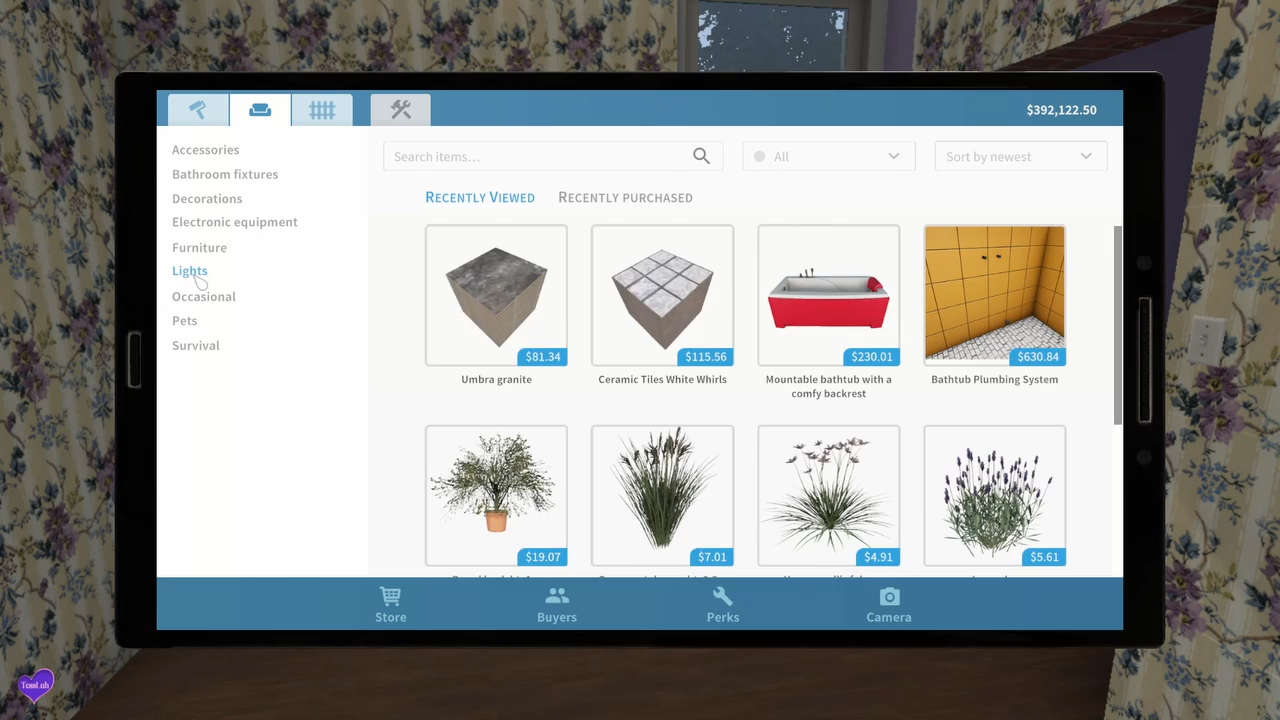 $392,122.50
Accessories
Bathroom fixtures
Decorations
Electronic equipment
Furniture
Lights
Occasional
Pets
Survival
Search items...
All
Sort by newest
RECENTLY VIEWED
RECENTLY PURCHASED
$81.34
$115.56
$230.01
$630.84
Umbra granite
Ceramic Tiles White Whirls
Mountable bathtub with a
comfy backrest
Bathtub Plumbing System
$19.07
$7.01
$4.91
$5.61
Store
Buyers
Perks
Camera